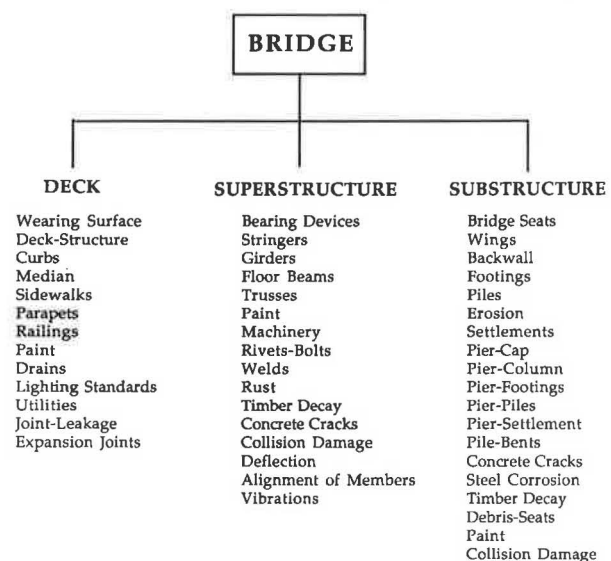 BRIDGE
DECK
Wearing Surface
Deck-Structure
Curbs
Median
Sidewalks
Parapets
Railings
Paint
Drains
Lighting Standards
Utilities
Joint-Leakage
Expansion Joints
SUPERSTRUCTURE
Bearing Devices
Stringers
Girders
Floor Beams
Trusses
Paint
Machinery
Rivets-Bolts
Welds
Rust
Timber Decay
Concrete Cracks
Collision Damage
Deflection
Alignment of Members
Vibrations
SUBSTRUCTURE
Bridge Seats
Wings
Backwall
Footings
Piles
Erosion
Settlements
Pier-Cap
Pier-Column
Pier-Footings
Pier-Piles
Pier-Settlement
Pile-Bents
Concrete Cracks
Steel Corrosion
Timber Decay
Debris-Seats
Paint
Collision Damage